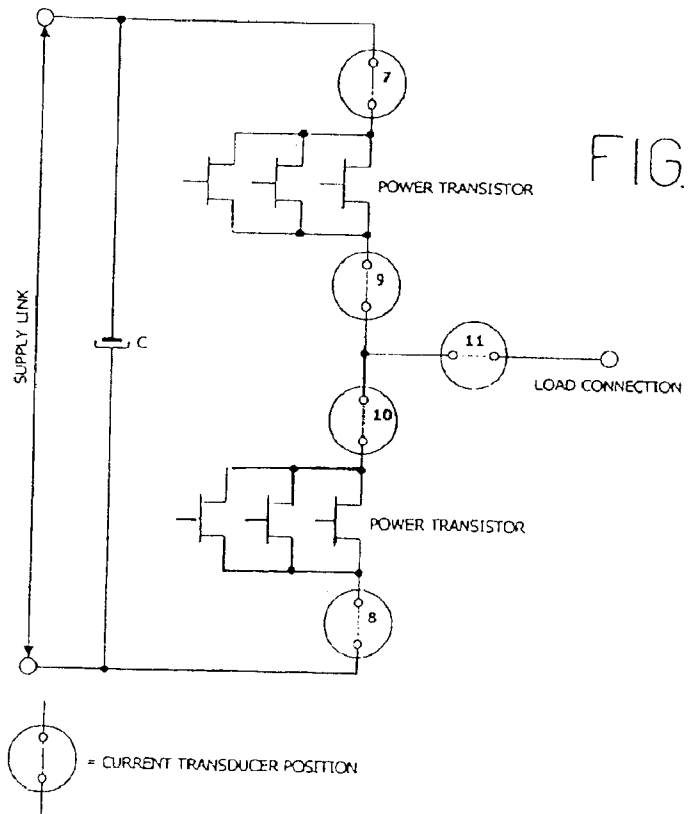 7
FIG.
POWER TRANSISTOR
9
SUPPLY LINK
C
11
LOAD CONNECTION
10
POWER TRANSISTOR
8
= CURRENT TRANSDUCER POSITION